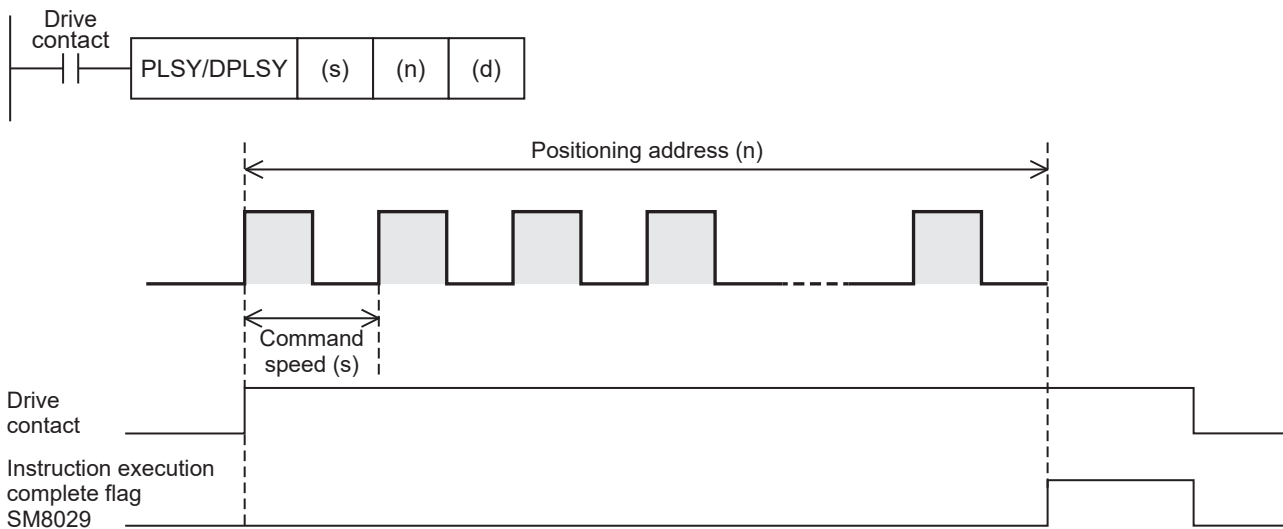 Drive
contact
PLSY/DPLSY (s) (n) (d)
Positioning address (n)
Command
speed (s)
Drive
contact
Instruction execution
complete flag
SM8029